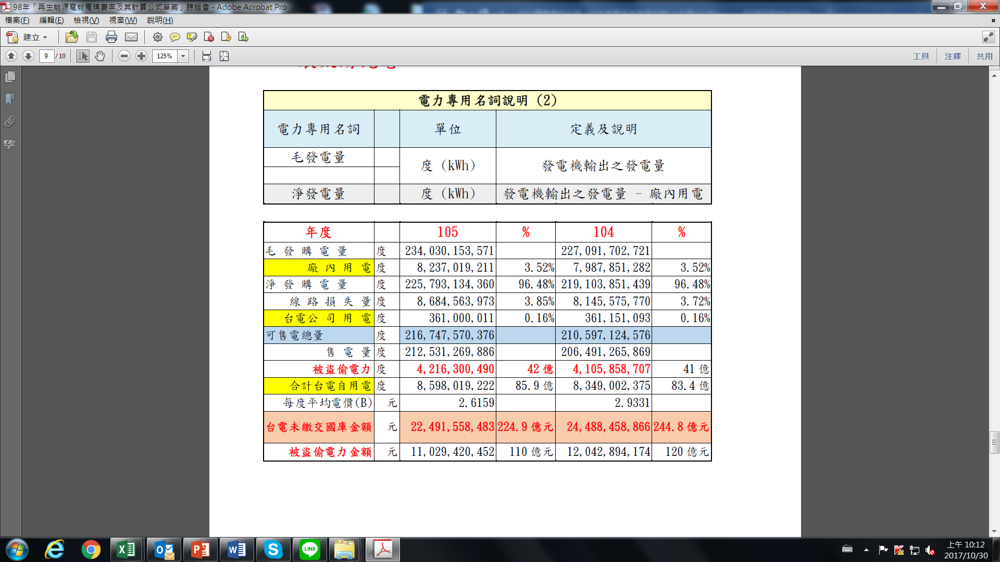 98年「再生能源電能躉購費率及其計算公式草案」聽證會 - Adobe Acrobat Pro
檔案(F) 編輯(E) 檢視(V) 視窗(W) 說明(H)
建立
9 / 10 125% 工具 注釋 共用
電力專用名詞說明 (2)
電力專用名詞 單位 定義及說明
毛發電量 度 (kWh) 發電機輸出之發電量
淨發電量 度 (kWh) 發電機輸出之發電量 - 廠內用電
年度 105 % 104 %
毛發購電量 度 234,030,153,571 227,091,702,721
廠內用電 度 8,237,019,211 3.52% 7,987,851,282 3.52%
淨發購電量 度 225,793,134,360 96.48% 219,103,851,439 96.48%
線路損失量 度 8,684,563,973 3.85% 8,145,575,770 3.72%
台電公司用電 度 361,000,011 0.16% 361,151,093 0.16%
可售電總量 度 216,747,570,376 210,597,124,576
售電量 度 212,531,269,886 206,491,265,869
被盜偷電力 度 4,216,300,490 42億 4,105,858,707 41億
合計台電自用電 度 8,598,019,222 85.9億 8,349,002,375 83.4億
每度平均電價(B) 元 2.6159 2.9331
台電未繳交國庫金額 元 22,491,558,483 224.9億元 24,488,458,866 244.8億元
被盜偷電力金額 元 11,029,420,452 110億元 12,042,894,174 120億元
LINE
上午 10:12
2017/10/30